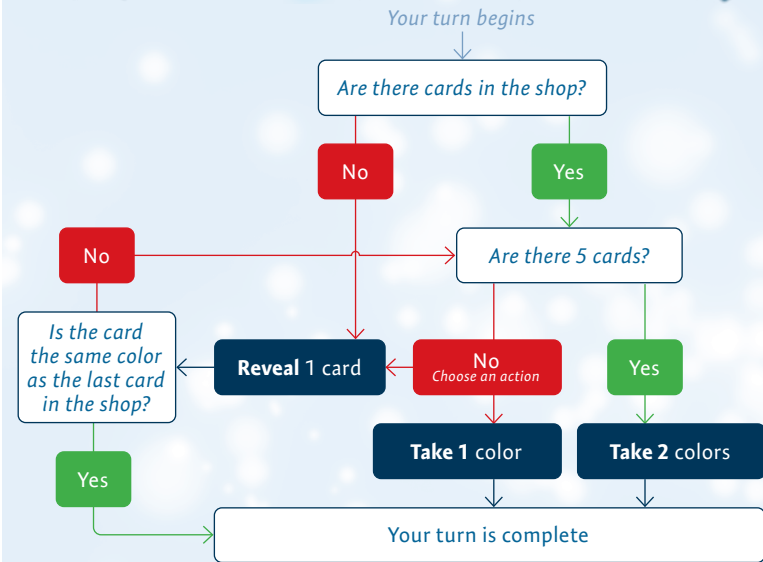 Your turn begins
Are there cards in the shop?
No
Yes
No
Are there 5 cards?
Is the card
the same color
as the last card
in the shop?
Reveal 1 card
No
Choose an action
Yes
Take 1 color
Take 2 colors
Yes
Your turn is complete